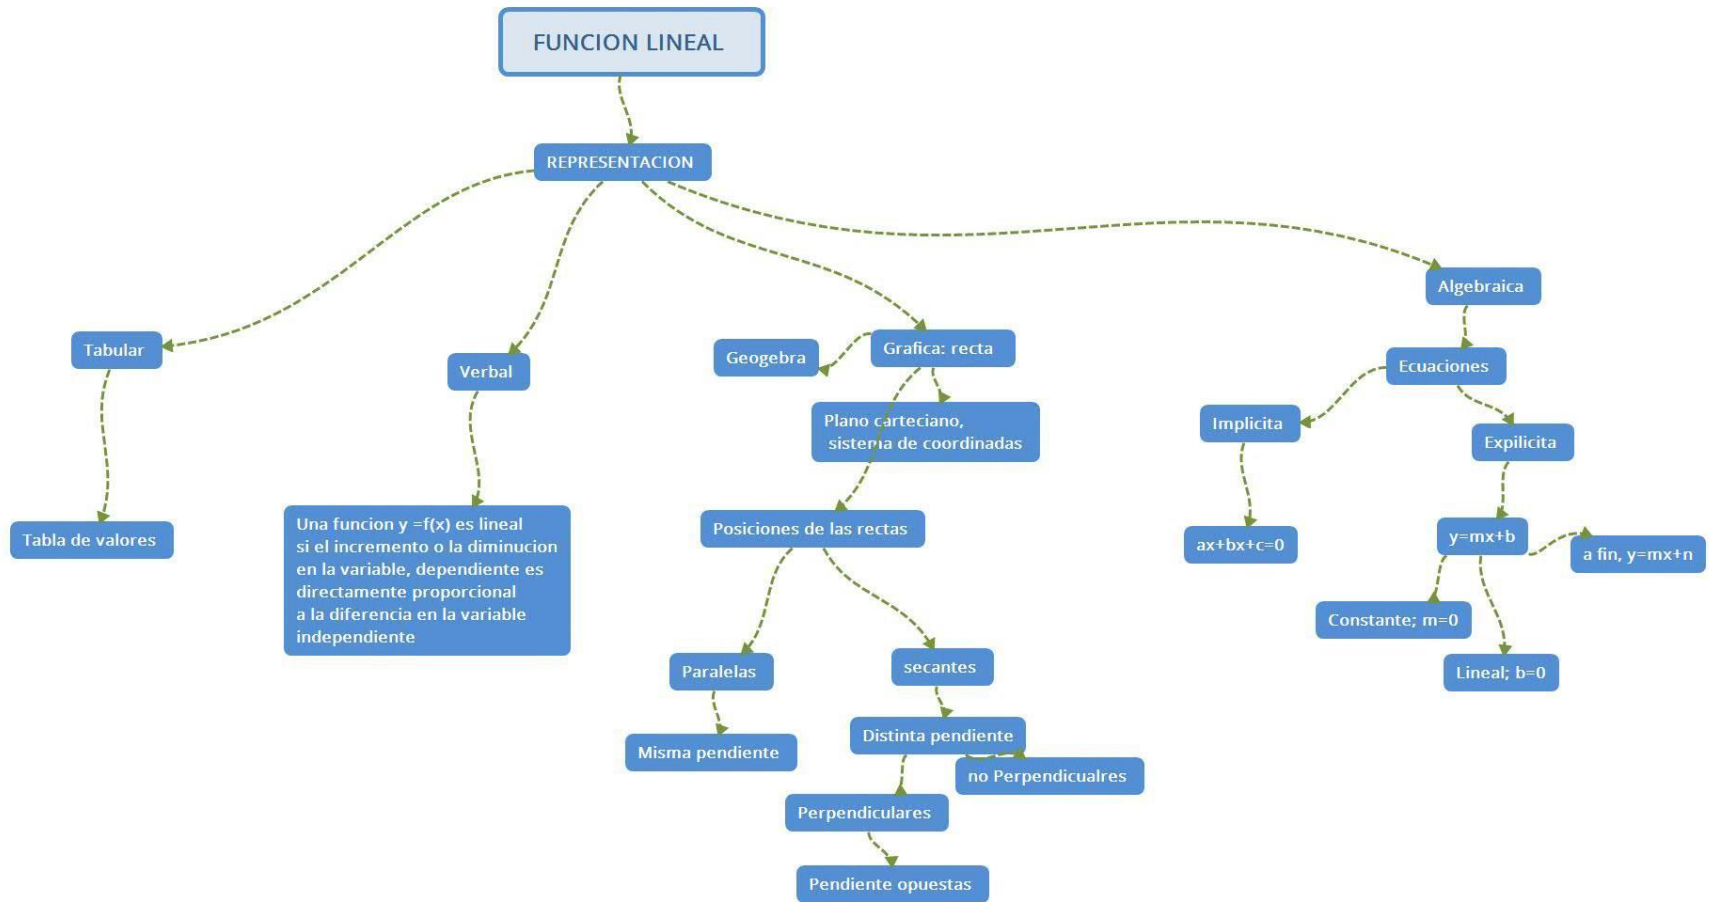 FUNCION LINEAL
REPRESENTACION
Algebraica
Tabular
Verbal
Geogebra
Grafica: recta
Ecuaciones
Plano carteciano,
sistema de coordinadas
Implicita
Expilicita
Tabla de valores
Una funcion y =f(x) es lineal
si el incremento o la diminucion
en la variable, dependiente es
directamente proporcional
a la diferencia en la variable
independiente
Posiciones de las rectas
ax+bx+c=0
y=mx+b
a fin, y=mx+n
Constante; m=0
Lineal; b=0
Paralelas
secantes
Misma pendiente
Distinta pendiente
no Perpendicualres
Perpendiculares
Pendiente opuestas